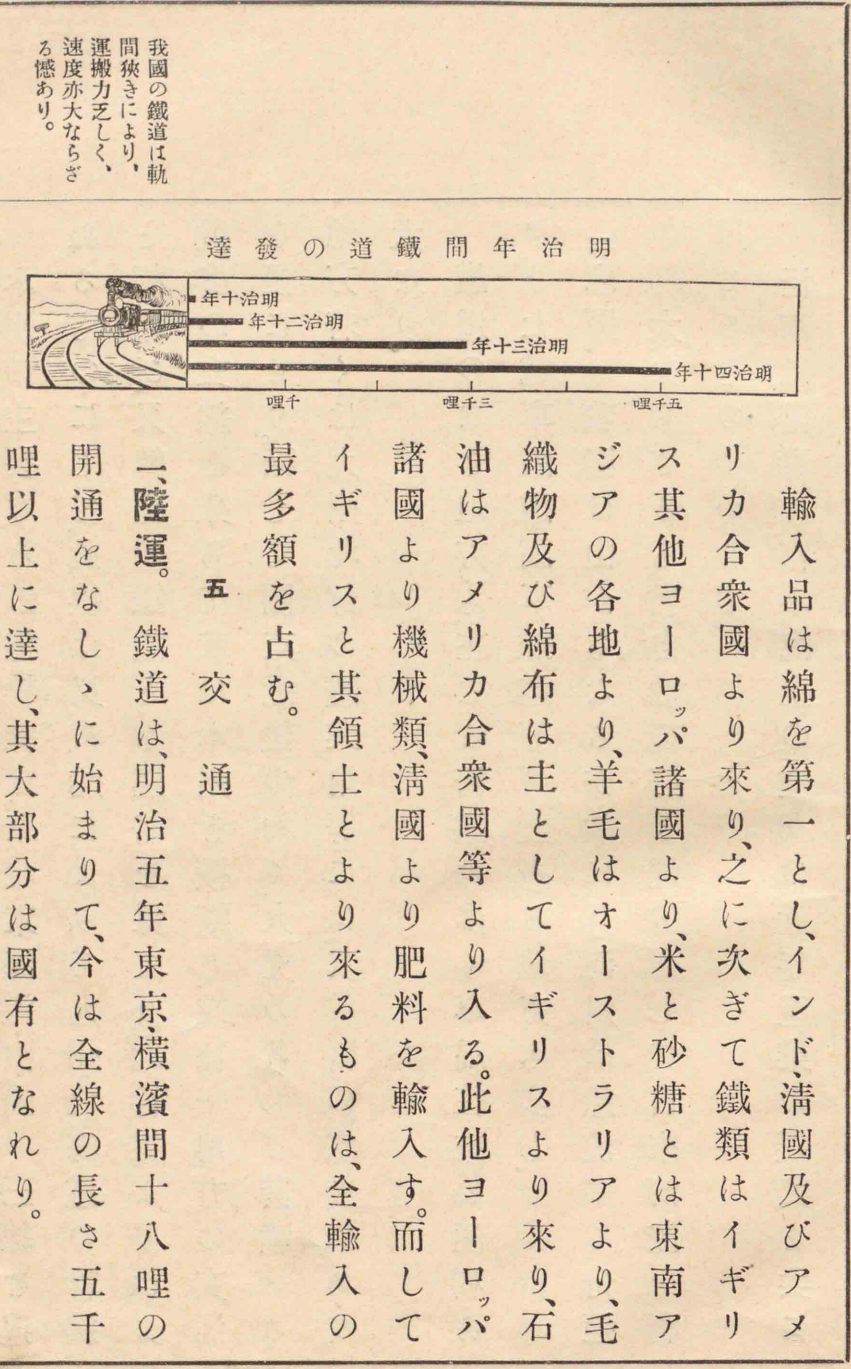 我國の鐵道は軌
間狹きにより、
運搬力乏しく、
速度亦大ならざ
る憾あり。
明治年間鐵道の發達
明治十年
明治二十年
明治三十年
明治四十年
千哩
三千哩
五千哩
輸入品は綿を第一とし、インド、淸國及びアメ
リカ合衆國より來り、之に次ぎて鐵類はイギリ
ス其他ヨーロッパ諸國より、米と砂糖とは東南ア
ジアの各地より、羊毛はオーストラリアより、毛
織物及び綿布は主としてイギリスより來り、石
油はアメリカ合衆國等より入る。此他ヨーロッパ
諸國より機械類、淸國より肥料を輸入す。而して
イギリスと其領土とより來るものは、全輸入の
最多額を占む。
五 交通
一、陸運。 鐵道は、明治五年東京、橫濱間十八哩の
開通をなしゝに始まりて、今は全線の長さ五千
哩以上に達し、其大部分は國有となれり。